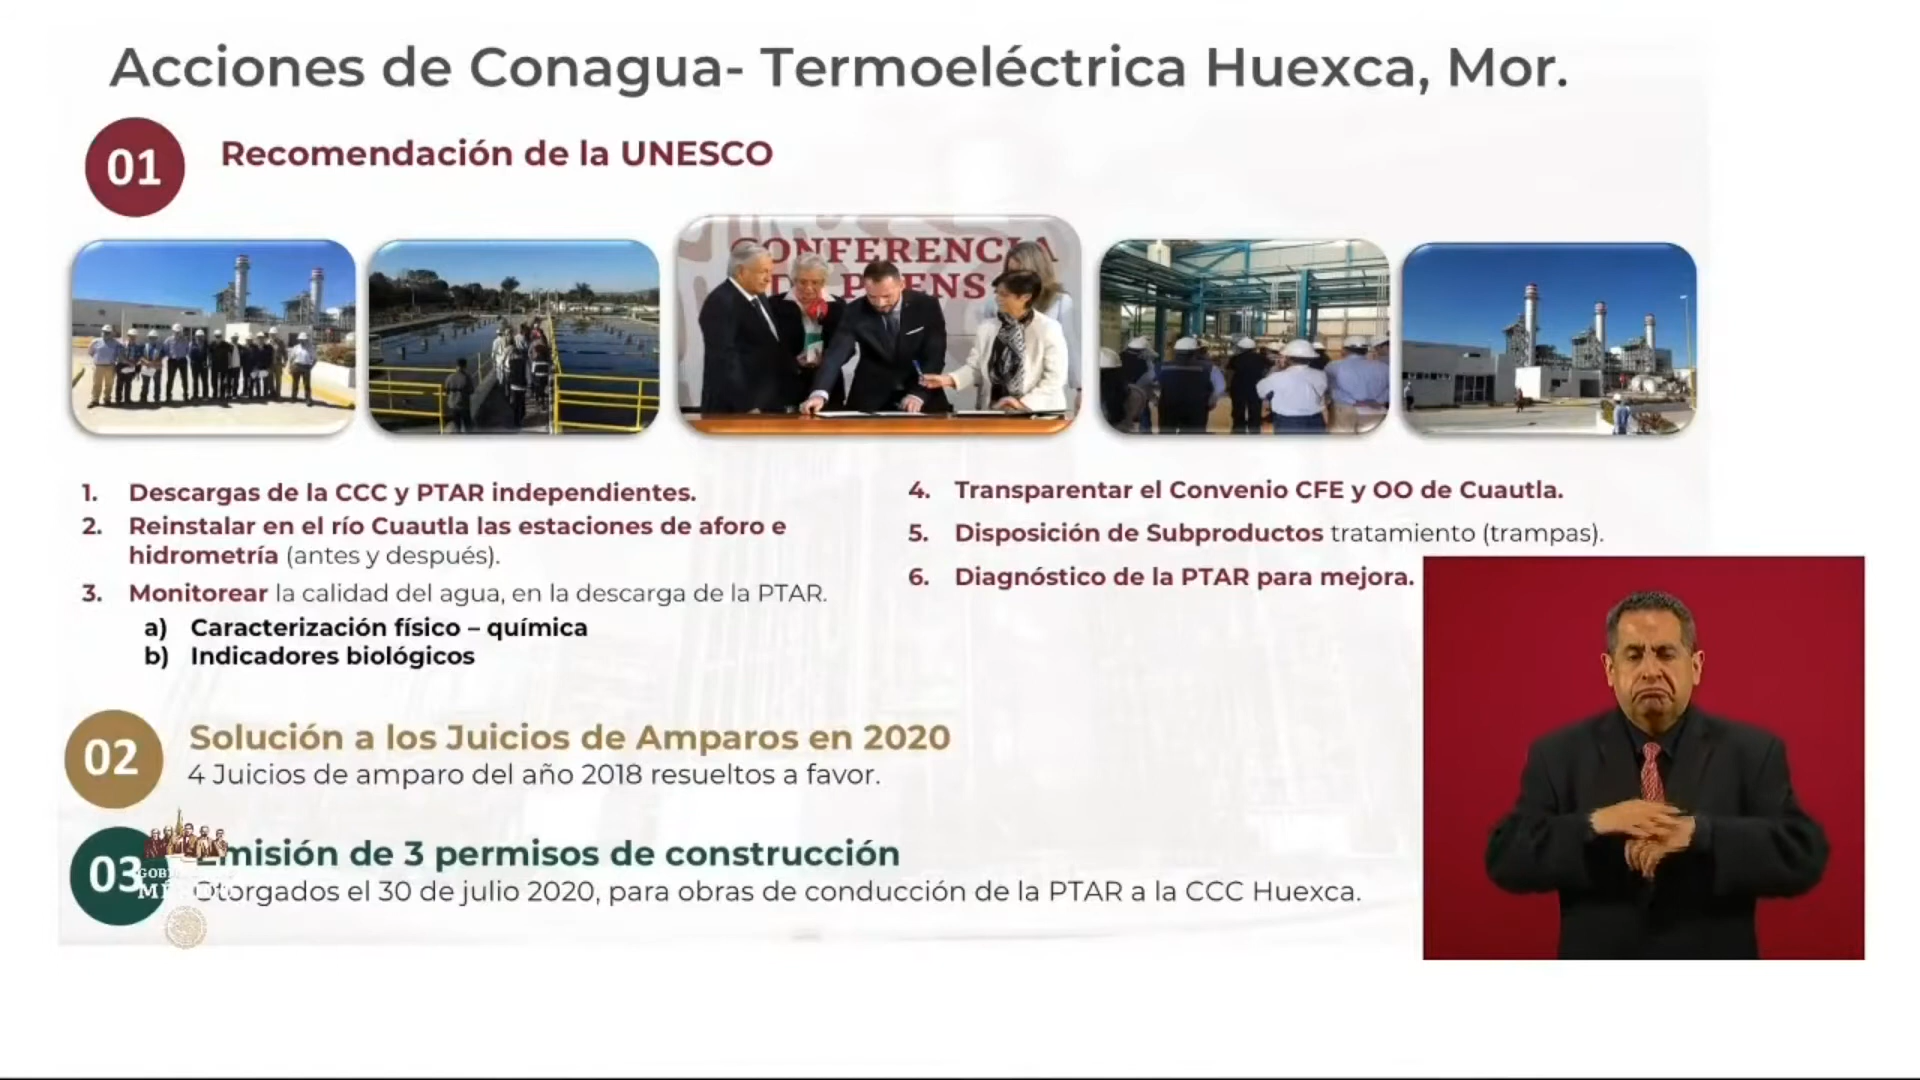 Acciones de Conagua- Termoeléctrica Huexca, Mor.
01
Recomendación de la UNESCO
CONFERENCIA
1. Descargas de la CCC y PTAR independientes.
2. Reinstalar en el río Cuautla las estaciones de aforo e
hidrometría (antes y después).
3. Monitorear la calidad del agua, en la descarga de la PTAR.
a) Caracterización físico – química
b) Indicadores biológicos
4. Transparentar el Convenio CFE y OO de Cuautla.
5. Disposición de Subproductos tratamiento (trampas).
6. Diagnóstico de la PTAR para mejora.
02
Solución a los Juicios de Amparos en 2020
4 Juicios de amparo del año 2018 resueltos a favor.
03
Emisión de 3 permisos de construcción
Otorgados el 30 de julio 2020, para obras de conducción de la PTAR a la CCC Huexca.